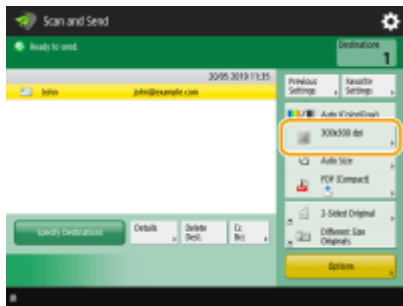 Scan and Send
Ready to send.
Destinations
1
20/05 2019 11:35
John
john@example.com
Previous Settings
Favorite Settings
Auto (Color/Gray)
300x300 dpi
Auto Size
PDF (Compact)
2-Sided Original
Different Size Originals
Specify Destinations
Details
Delete Dest.
Cc Bcc
Options